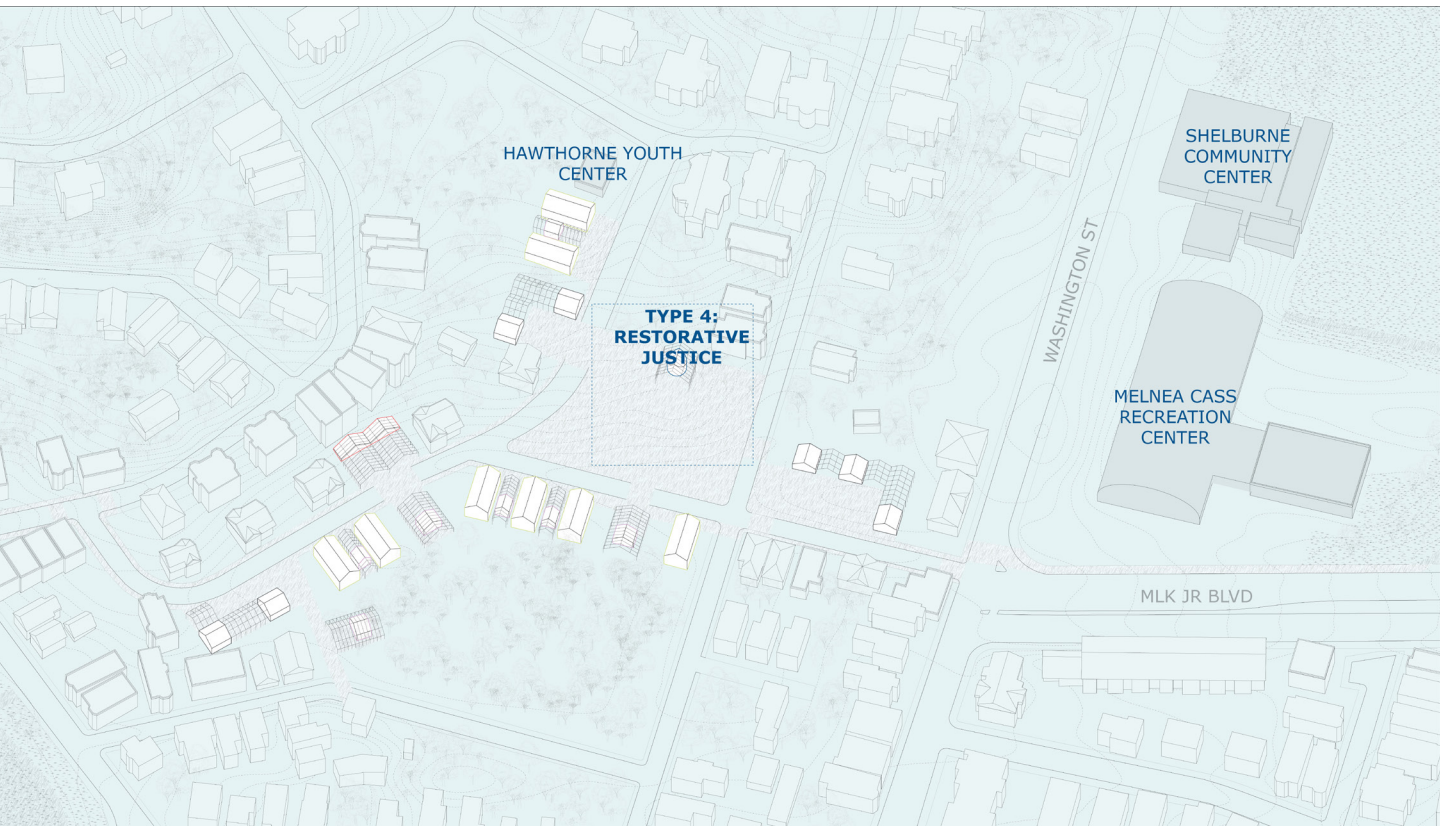 HAWTHORNE YOUTH
CENTER
SHELBURNE
COMMUNITY
CENTER
TYPE 4:
RESTORATIVE
JUSTICE
WASHINGTON ST
MELNEA CASS
RECREATION
CENTER
MLK JR BLVD